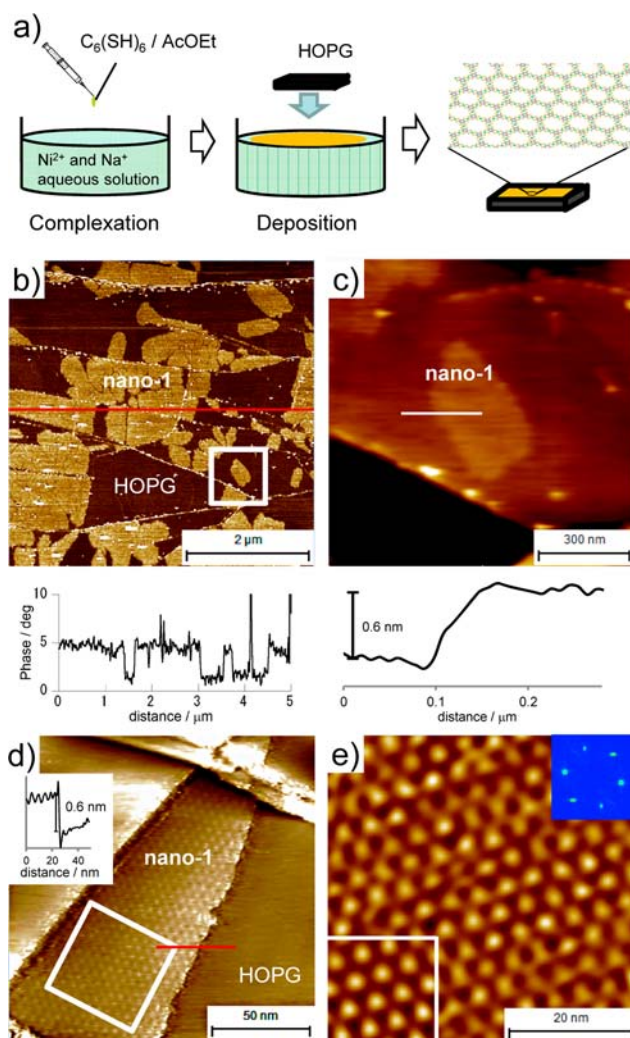 a)
C6(SH)6 / AcOEt
HOPG
Ni2+ and Na+
aqueous solution
Complexation
Deposition
b)
nano-1
HOPG
2 μm
c)
nano-1
300 nm
10
5
0
Phase / deg
0
1
2
3
4
5
distance / μm
0.6 nm
0
0.1
0.2
distance / μm
d)
0.6 nm
0 20 40
distance / nm
nano-1
HOPG
50 nm
e)
20 nm